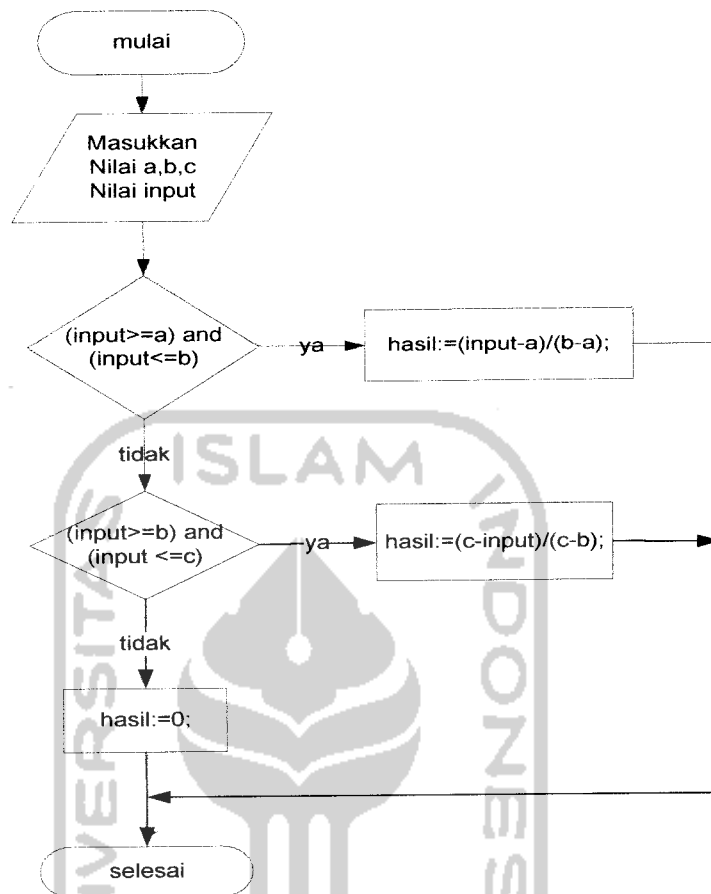 mulai
Masukkan
Nilai a,b,c
Nilai input
(input>=a) and
(input<=b)
ya
hasil:=(input-a)/(b-a);
tidak
ISLAM
(input>=b) and
(input <=c)
ya
hasil:=(c-input)/(c-b);
tidak
hasil:=0;
selesai